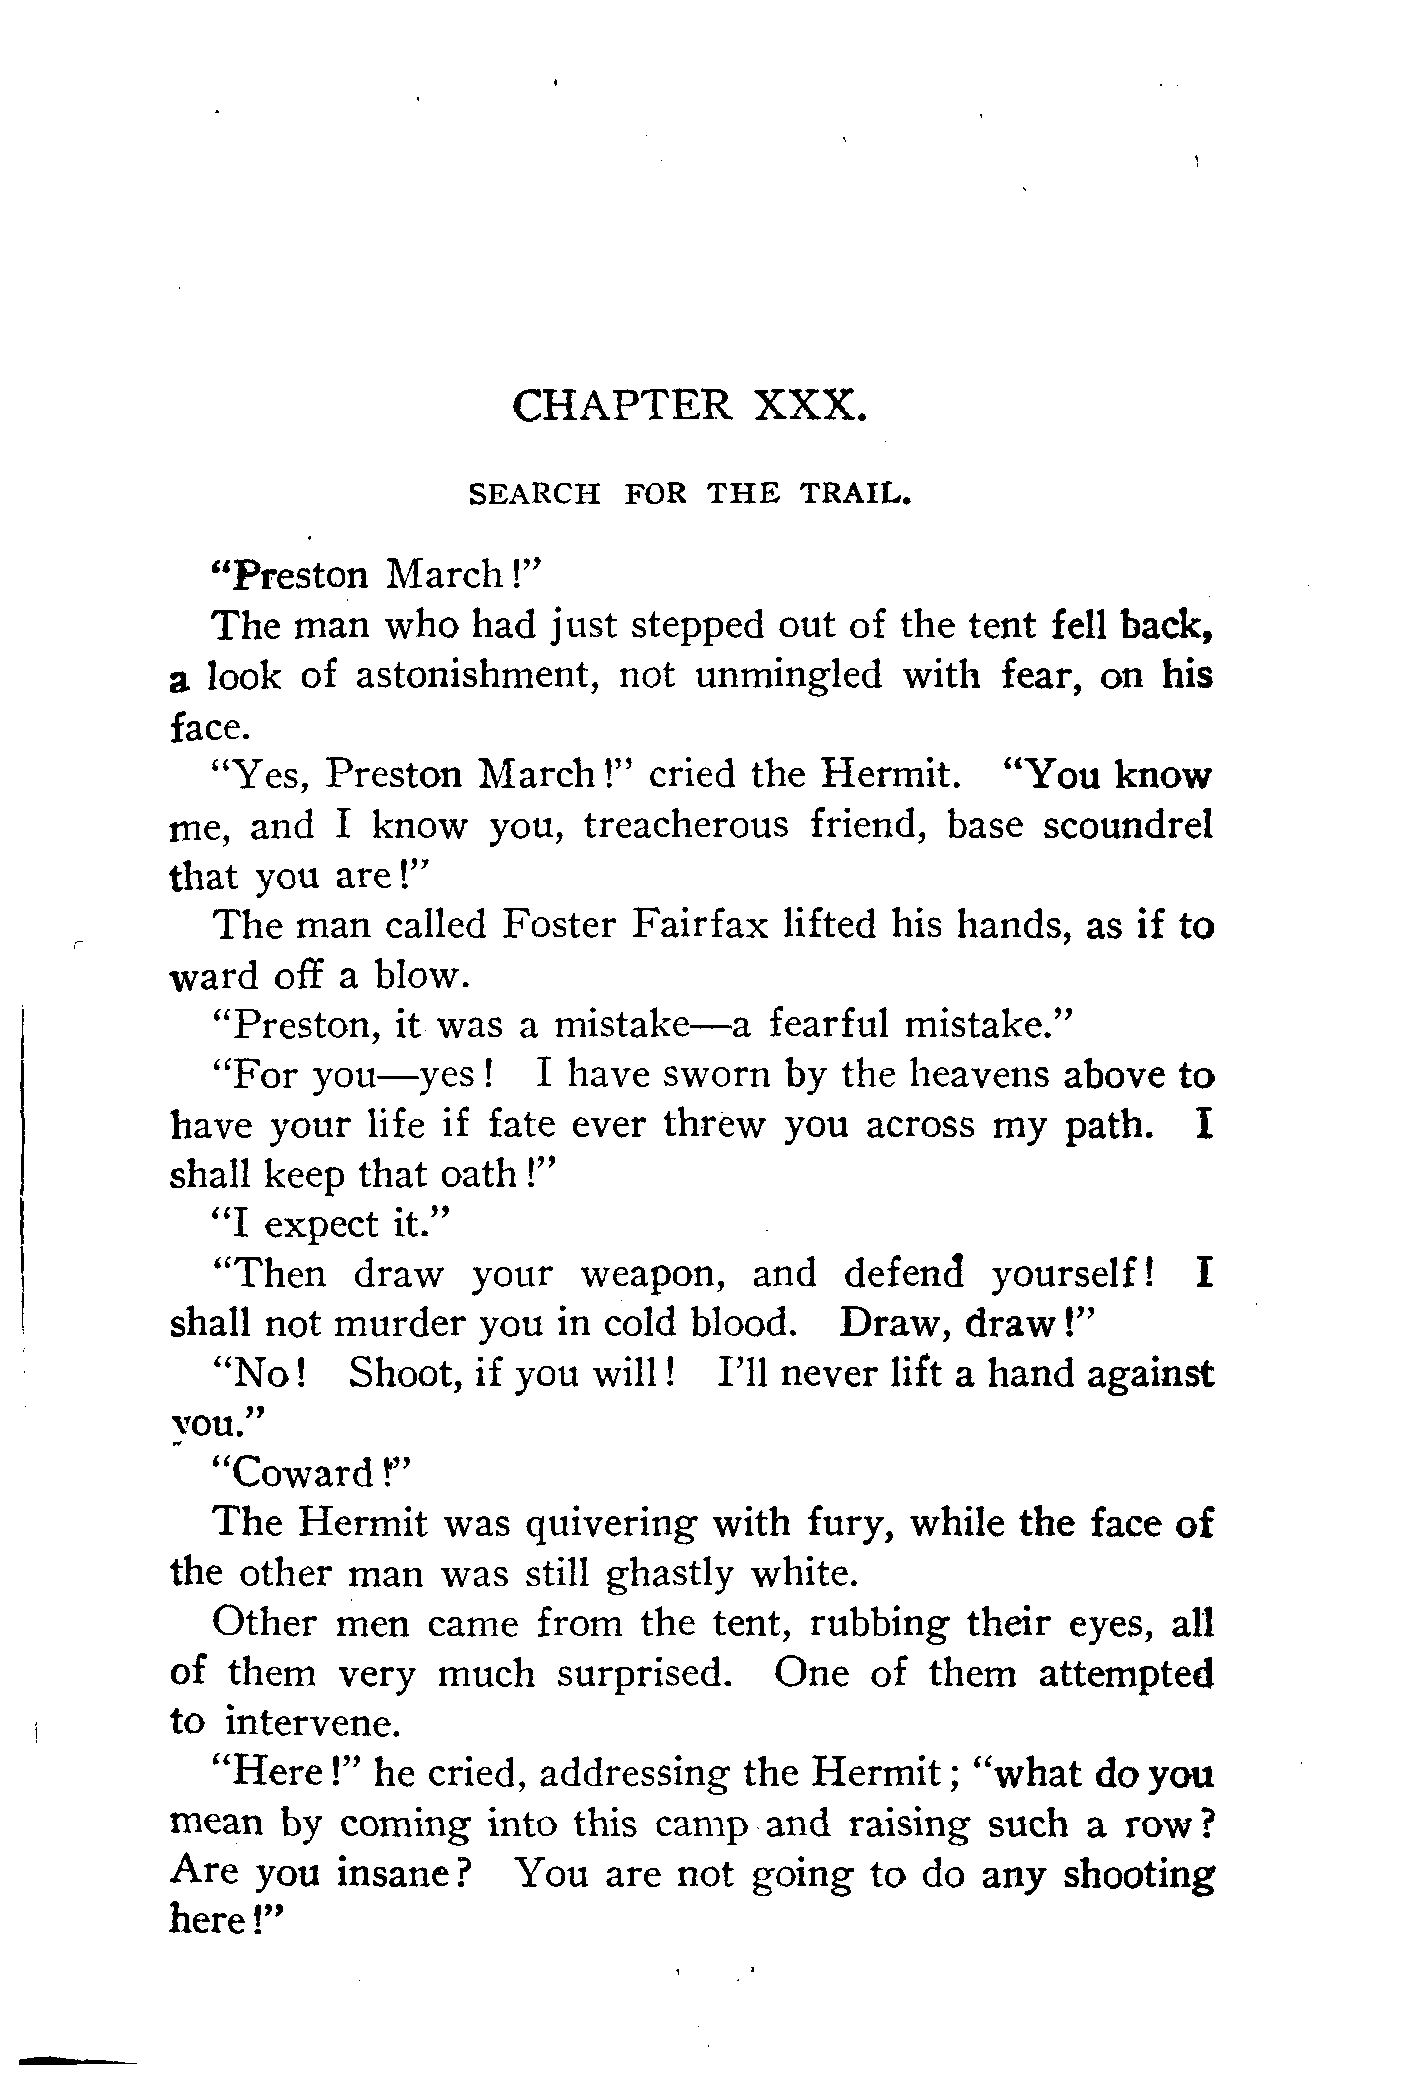 CHAPTER XXX.
SEARCH FOR THE TRAIL.
"Preston March!"
The man who had just stepped out of the tent fell back,
a look of astonishment, not unmingled with fear, on his
face.
"Yes, Preston March!" cried the Hermit. "You know
me, and I know you, treacherous friend, base scoundrel
that you are!"
The man called Foster Fairfax lifted his hands, as if to
ward off a blow.
"Preston, it was a mistake—a fearful mistake."
"For you—yes! I have sworn by the heavens above to
have your life if fate ever threw you across my path. I
shall keep that oath!"
"I expect it."
"Then draw your weapon, and defend yourself! I
shall not murder you in cold blood. Draw, draw!"
"No! Shoot, if you will! I'll never lift a hand against
you."
"Coward!"
The Hermit was quivering with fury, while the face of
the other man was still ghastly white.
Other men came from the tent, rubbing their eyes, all
of them very much surprised. One of them attempted
to intervene.
"Here!" he cried, addressing the Hermit; "what do you
mean by coming into this camp and raising such a row?
Are you insane? You are not going to do any shooting
here!"